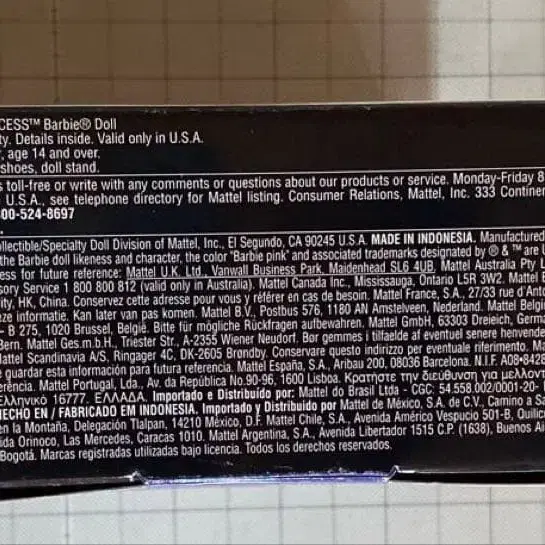 CESS™ Barbie® Doll
ty. Details inside. Valid only in U.S.A.
, age 14 and over.
shoes, doll stand.
s toll-free or write with any comments or questions about our products or service. Monday-Friday 8
U.S.A., see telephone directory for Mattel listing. Consumer Relations, Mattel, Inc. 333 Continen
00-524-8697
ollectible/Specialty Doll Division of Mattel, Inc., El Segundo, CA 90245 U.S.A. MADE IN INDONESIA. Manufactured
the Barbie doll likeness and character, the color "Barbie pink" and associated trademarks designated by ® & ™ are
ess for future reference: Mattel U.K. Ltd., Vanwall Business Park, Maidenhead SL6 4UB. Mattel Australia Pty L
sory Service 1 800 800 812 (valid only in Australia). Mattel Canada Inc., Mississauga, Ontario L5R 3W2. Mattel
ity, HK, China. Conservez cette adresse pour vous y référer en cas de besoin. Mattel France, S.A., 27/33 rue d'Anto
ze informatie. Kan later van pas komen. Mattel B.V., Postbus 576, 1180 AN Amstelveen, Nederland. Mattel Belgi
– B 275, 1020 Brussel, België. Bitte für mögliche Rückfragen aufbewahren. Mattel GmbH, 63303 Dreieich, Germa
Bern. Mattel Ges.m.b.H., Triester Str., A-2355 Wiener Neudorf. Bør gemmes i tilfælde af eventuel senere henvende
Mattel Scandinavia A/S, Ringager 4C, DK-2605 Brøndby. Conservare questo indirizzo per eventuale riferimento. Ma
e guardar esta información para futura referencia. Mattel España, S.A., Aribau 200, 08036 Barcelona. N.I.F. A08-8428
erência. Mattel Portugal, Lda., Av. da República No.90-96, 1600 Lisboa. Κρατήστε την διεύθυνση για μελλοντ
Ελληνικό 16777. ΕΛΛΑΔΑ. Importado e Distribuido por: Mattel do Brasil Ltda - CGC: 54.558.002/0001-20-
HECHO EN / FABRICADO EM INDONESIA. Importado y Distribuido por Mattel de México, S.A. de C.V., Camino a Sa
en la Montaña, Delegación Tlalpan, 14210 México, D.F. Mattel Chile, S.A., Avenida Américo Vespucio 501-B, Quilic
ida Orinoco, Las Mercedes, Caracas 1010. Mattel Argentina, S.A., Avenida Libertador 1515 C.P. (1638), Buenos Ai
Bogotá. Marcas registradas utilizadas bajo licencia. Todos los derechos reservados.